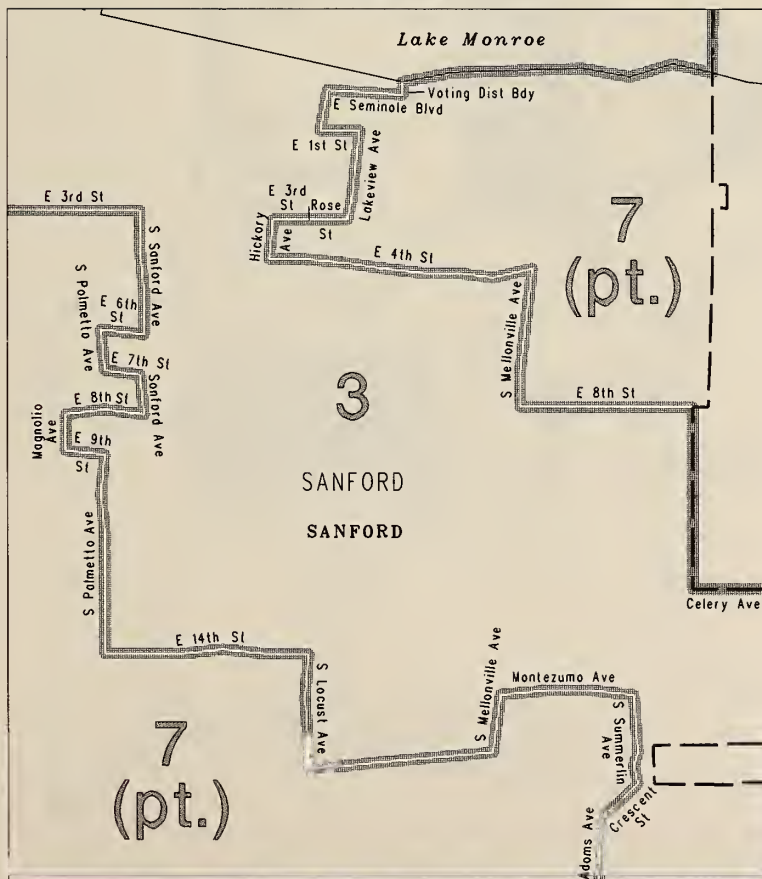 Lake Monroe
Voting Dist Bdy
E Seminole Blvd
E 1st St
Lakeview Ave
E 3rd St
E 3rd
St
Rose
St
Hickory
Ave
E 4th St
7
(pt.)
S Sanford Ave
S Palmetto Ave
E 6th
St
E 7th St
Sanford Ave
E 8th St
Magnolio
Ave
E 9th
St
S Mellonville Ave
E 8th St
3
SANFORD
SANFORD
S Palmetto Ave
Celery Ave
E 14th St
S Locust Ave
S Mellonville Ave
Montezumo Ave
S Summerlin
Ave
7
(pt.)
Crescent
St
Adams Ave